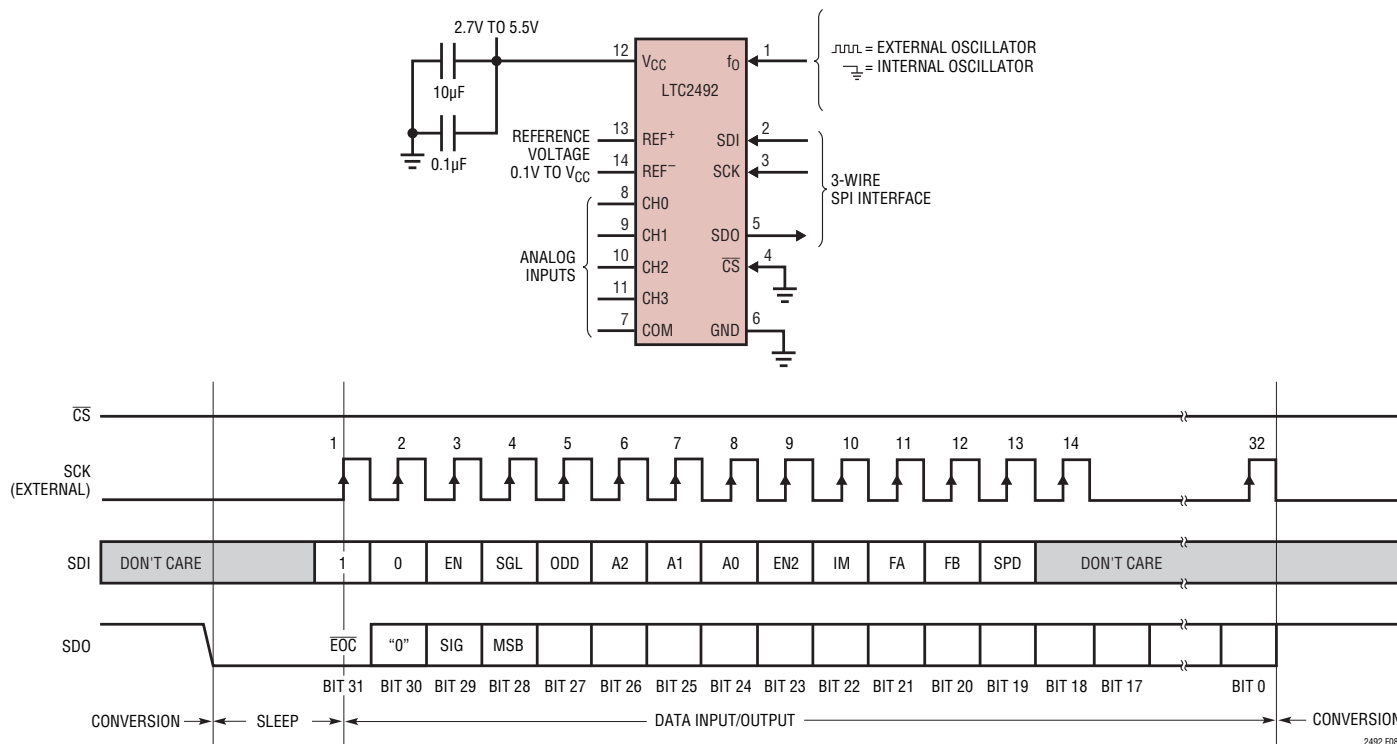 2.7V TO 5.5V
10µF
0.1µF
REFERENCE
VOLTAGE
0.1V TO VCC
ANALOG
INPUTS
12
13
14
8
9
10
11
7
VCC
LTC2492
REF+
REF–
CH0
CH1
CH2
CH3
COM
fO
SDI
SCK
SDO
CS
GND
1
2
3
5
4
6
= EXTERNAL OSCILLATOR
= INTERNAL OSCILLATOR
3-WIRE
SPI INTERFACE
CS
1 2 3 4 5 6 7 8 9 10 11 12 13 14 32
SCK
(EXTERNAL)
SDI DON'T CARE 1 0 EN SGL ODD A2 A1 A0 EN2 IM FA FB SPD DON'T CARE
SDO EOC "0" SIG MSB
BIT 31 BIT 30 BIT 29 BIT 28 BIT 27 BIT 26 BIT 25 BIT 24 BIT 23 BIT 22 BIT 21 BIT 20 BIT 19 BIT 18 BIT 17 BIT 0
CONVERSION SLEEP DATA INPUT/OUTPUT CONVERSION
2492 F08